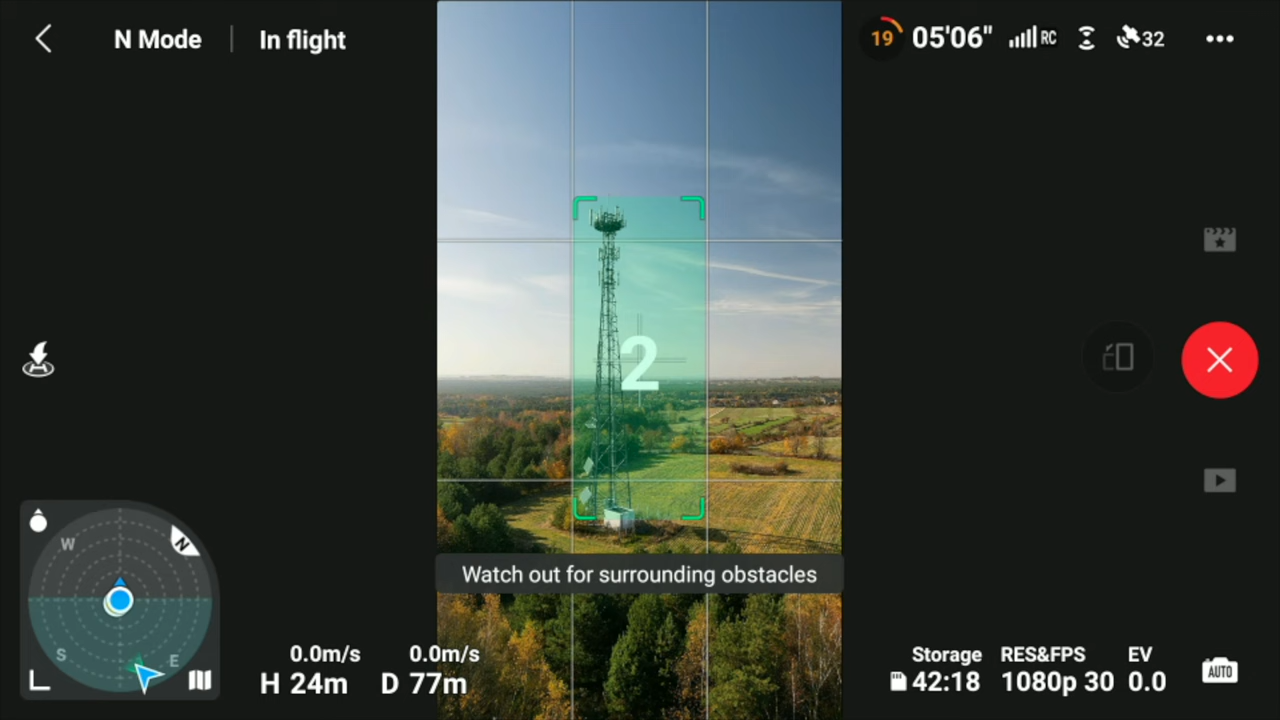 N Mode | In flight
19 05'06" RC 32
2
Watch out for surrounding obstacles
W N
S E
0.0m/s 0.0m/s
H 24m D 77m
Storage RES&FPS EV
42:18 1080p 30 0.0
AUTO